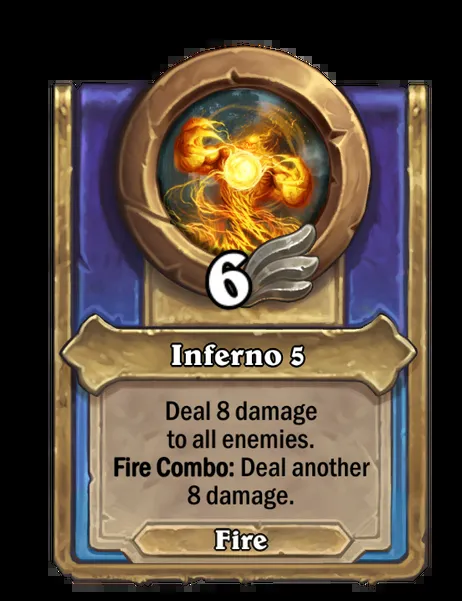 6
Inferno 5
Deal 8 damage
to all enemies.
Fire Combo: Deal another
8 damage.
Fire